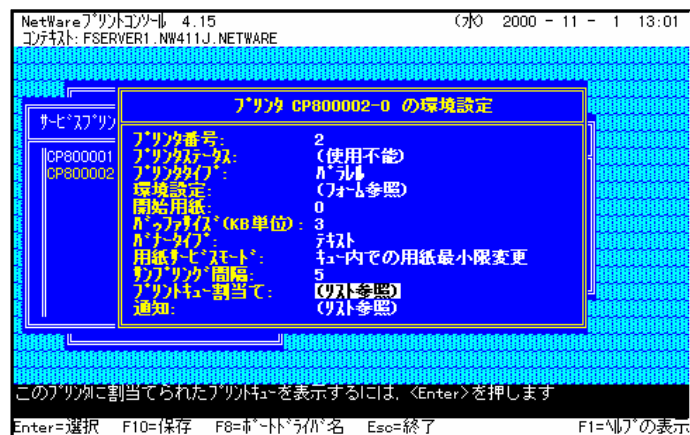 NetWareﾌﾟﾘﾝﾄｺﾝｿｰﾙ 4.15 (水) 2000 - 11 - 1 13:01
ｺﾝﾃｷｽﾄ: FSERVER1.NW411J.NETWARE
ﾌﾟﾘﾝﾀ CP800002-0 の環境設定
ｻｰﾋﾞｽﾌﾟﾘﾝ
CP800001
CP800002
ﾌﾟﾘﾝﾀ番号: 2
ﾌﾟﾘﾝﾀｽﾃｰﾀｽ: (使用不能)
ﾌﾟﾘﾝﾀﾀｲﾌﾟ: ﾊﾟﾗﾚﾙ
環境設定: (ﾌｫｰﾑ参照)
開始用紙: 0
ﾊﾞｯﾌｧｻｲｽﾞ(KB単位): 3
ﾊﾞﾅｰﾀｲﾌﾟ: ﾃｷｽﾄ
用紙ｻｰﾋﾞｽﾓｰﾄﾞ: ｷｭｰ内での用紙最小限変更
ｻﾝﾌﾟﾘﾝｸﾞ間隔: 5
ﾌﾟﾘﾝﾄｷｭｰ割当て: (ﾘｽﾄ参照)
通知: (ﾘｽﾄ参照)
このﾌﾟﾘﾝﾀに割当てられたﾌﾟﾘﾝﾄｷｭｰを表示するには､ <Enter>を押します
Enter=選択 F10=保存 F8=ﾎﾟｰﾄﾄﾞﾗｲﾊﾞ名 Esc=終了 F1=ﾍﾙﾌﾟの表示